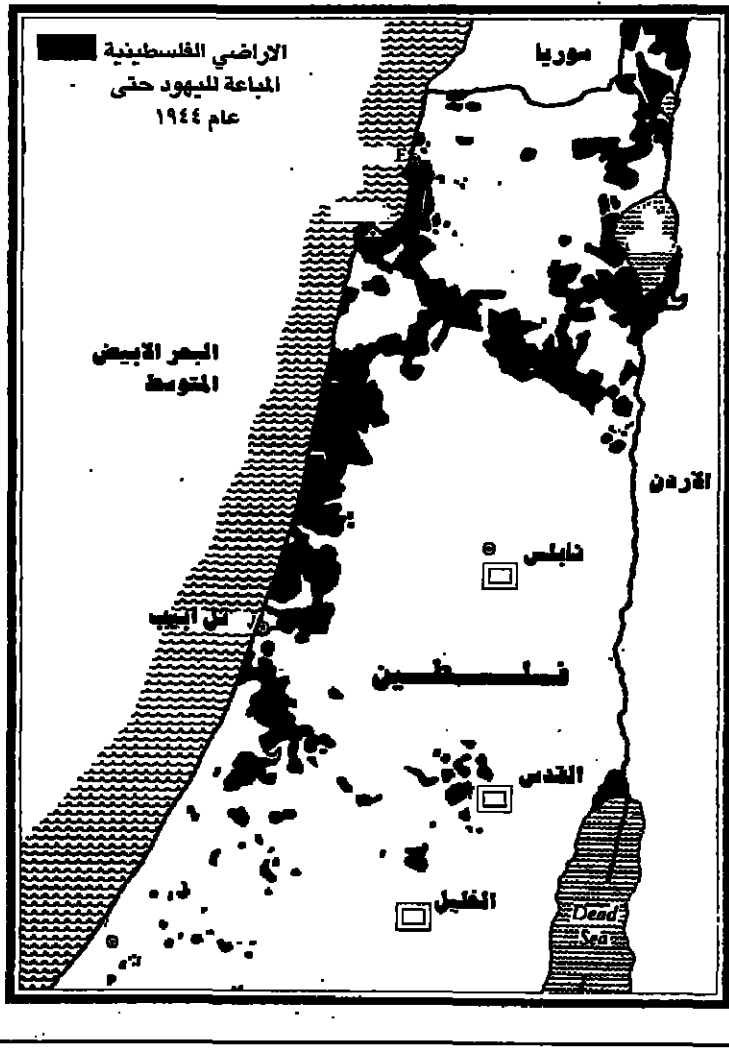 الاراضي الفلسطينية
المباعة لليهود حتى
عام ١٩٤٤
سوريا
البحر الابيض
المتوسط
الاردن
نابلس
تل ابيب
فلسطين
القدس
الخليل
Dead
Sea